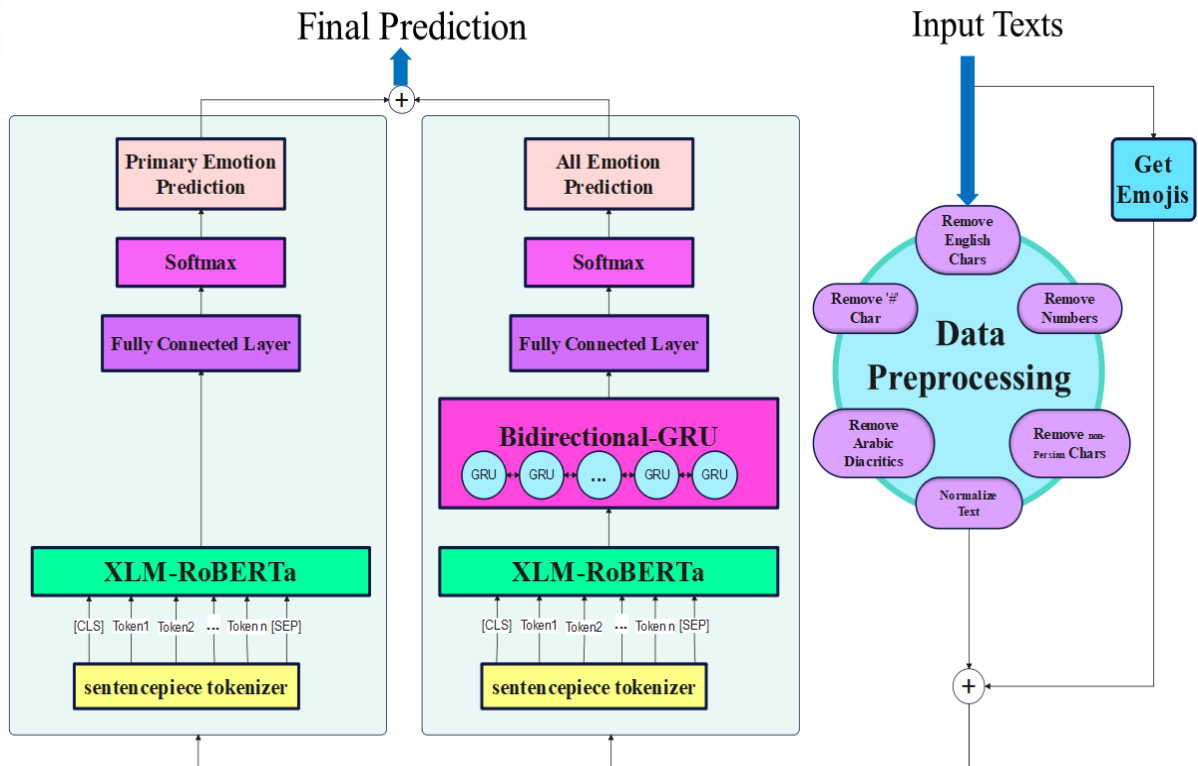 Final Prediction
Primary Emotion
Prediction
Softmax
Fully Connected Layer
XLM-RoBERTa
[CLS] Token1 Token2 ... Token n [SEP]
sentencepiece tokenizer
+
All Emotion
Prediction
Softmax
Fully Connected Layer
Bidirectional-GRU
GRU GRU ... GRU GRU
XLM-RoBERTa
[CLS] Token1 Token2 ... Token n [SEP]
sentencepiece tokenizer
Input Texts
Get
Emojis
Remove
English
Chars
Remove '#'
Char
Remove
Numbers
Data
Preprocessing
Remove
Arabic
Diacritics
Remove non-
Persian Chars
Normalize
Text
+